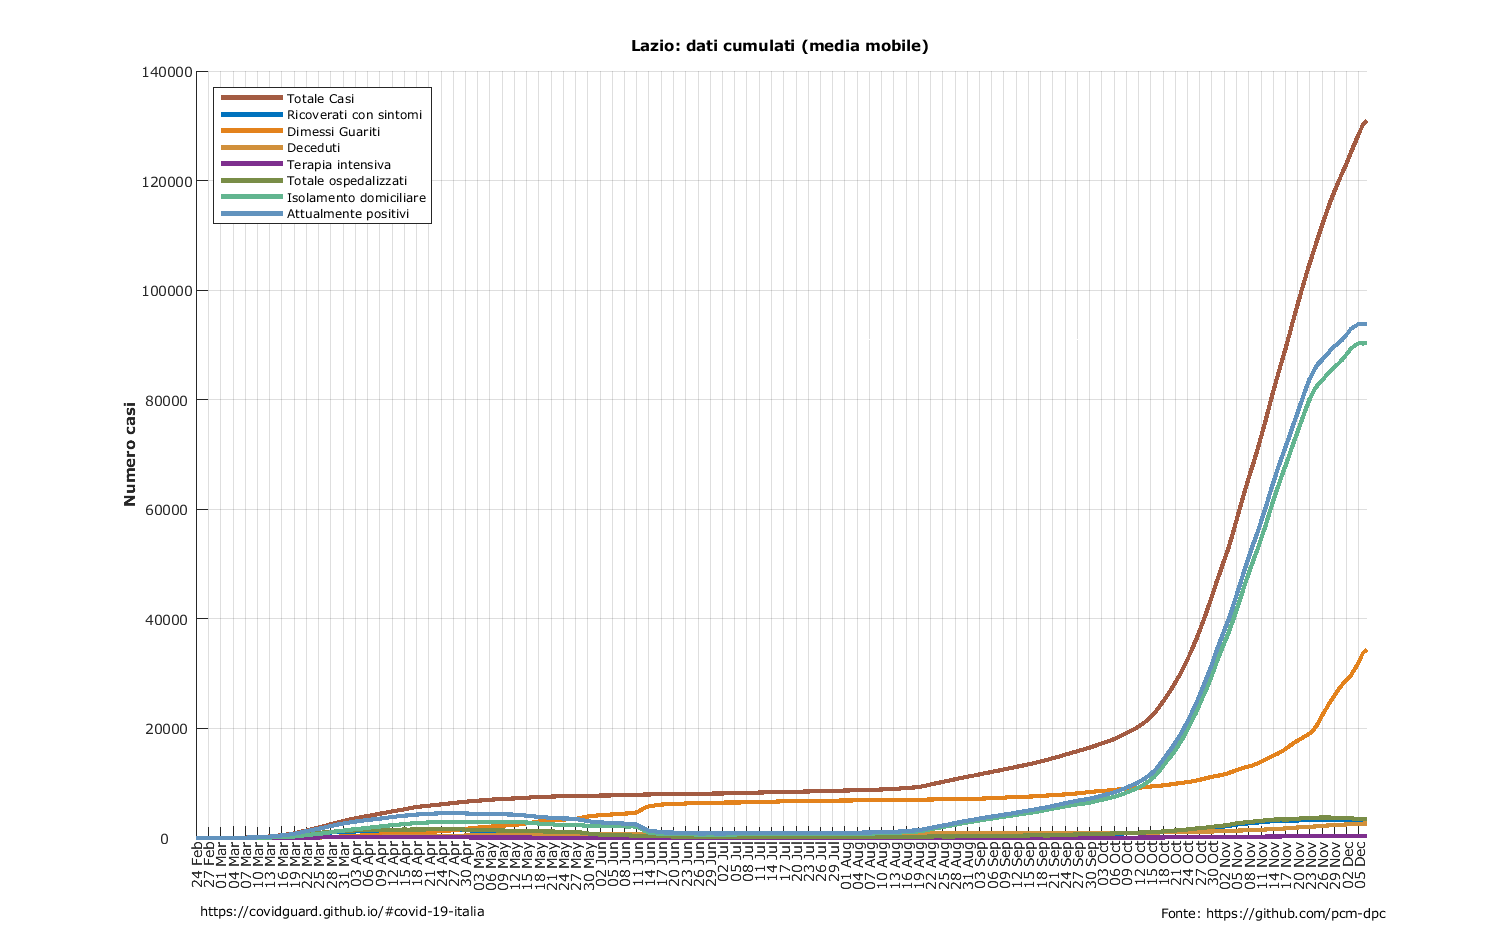 Lazio: dati cumulati (media mobile)
140000
120000
100000
80000
60000
40000
20000
0
Numero casi
Totale Casi
Ricoverati con sintomi
Dimessi Guariti
Deceduti
Terapia intensiva
Totale ospedalizzati
Isolamento domiciliare
Attualmente positivi
24 Feb
27 Feb
01 Mar
04 Mar
07 Mar
10 Mar
13 Mar
16 Mar
19 Mar
22 Mar
25 Mar
28 Mar
31 Mar
03 Apr
06 Apr
09 Apr
12 Apr
15 Apr
18 Apr
21 Apr
24 Apr
27 Apr
30 Apr
03 May
06 May
09 May
12 May
15 May
18 May
21 May
24 May
27 May
30 May
02 Jun
05 Jun
08 Jun
11 Jun
14 Jun
17 Jun
20 Jun
23 Jun
26 Jun
29 Jun
02 Jul
05 Jul
08 Jul
11 Jul
14 Jul
17 Jul
20 Jul
23 Jul
26 Jul
29 Jul
01 Aug
04 Aug
07 Aug
10 Aug
13 Aug
16 Aug
19 Aug
22 Aug
25 Aug
28 Aug
31 Aug
03 Sep
06 Sep
09 Sep
12 Sep
15 Sep
18 Sep
21 Sep
24 Sep
27 Sep
30 Sep
03 Oct
06 Oct
09 Oct
12 Oct
15 Oct
18 Oct
21 Oct
24 Oct
27 Oct
30 Oct
02 Nov
05 Nov
08 Nov
11 Nov
14 Nov
17 Nov
20 Nov
23 Nov
26 Nov
29 Nov
02 Dec
05 Dec
https://covidguard.github.io/#covid-19-italia
Fonte: https://github.com/pcm-dpc